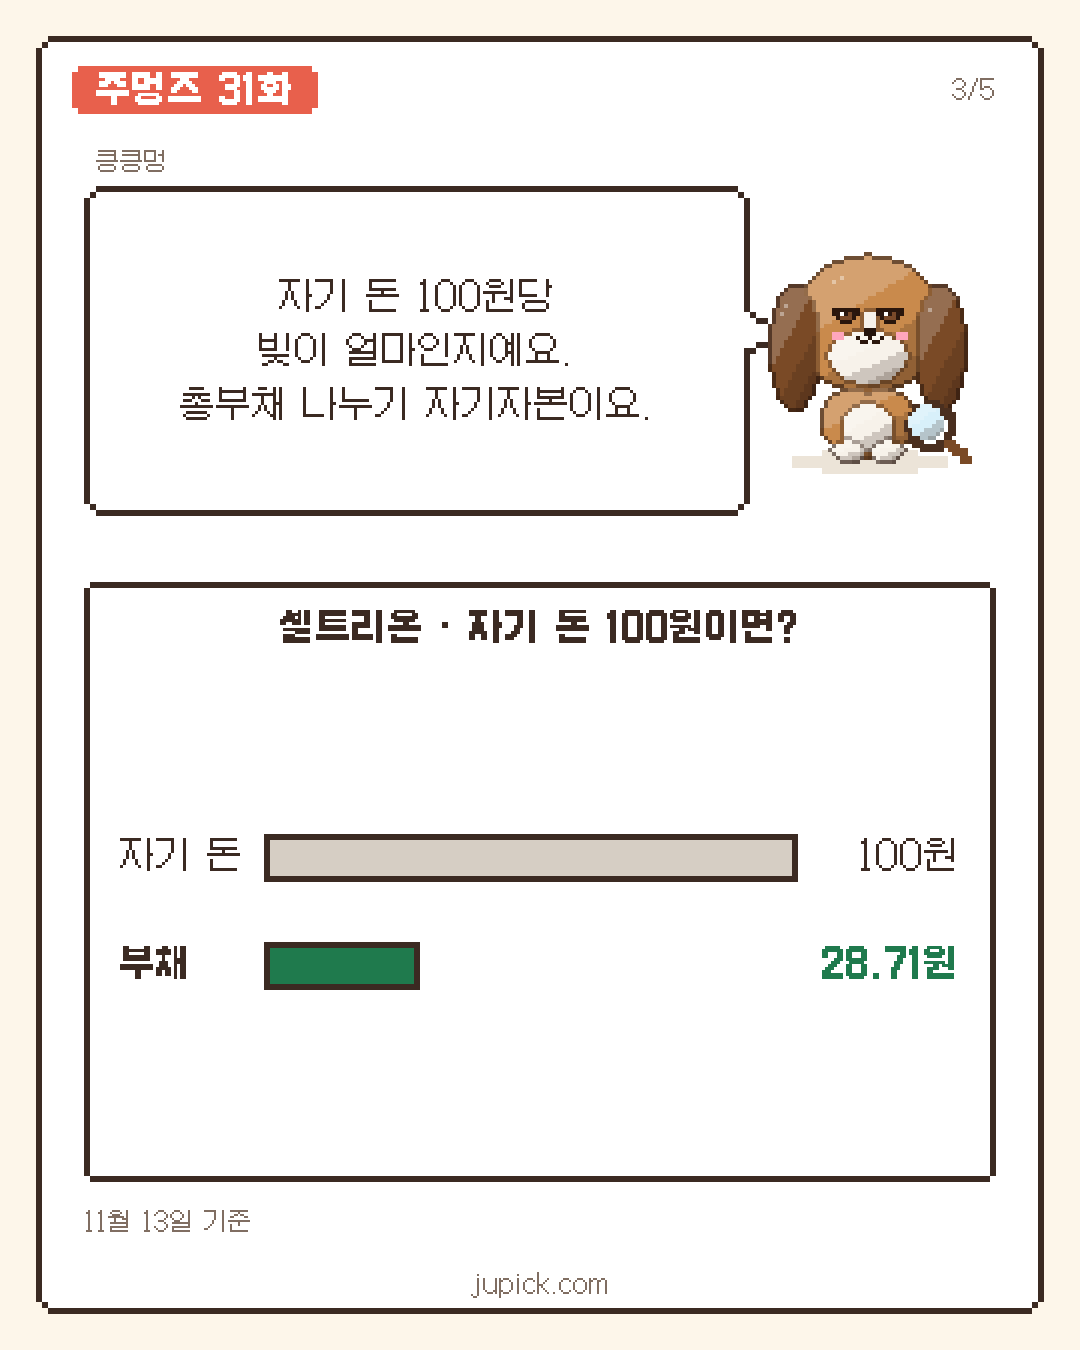 주멍즈 31화
3/5
킁킁멍
자기 돈 100원당
빚이 얼마인지예요.
총부채 나누기 자기자본이요.
셀트리온 · 자기 돈 100원이면?
자기 돈 100원
부채 28.71원
11월 13일 기준
jupick.com